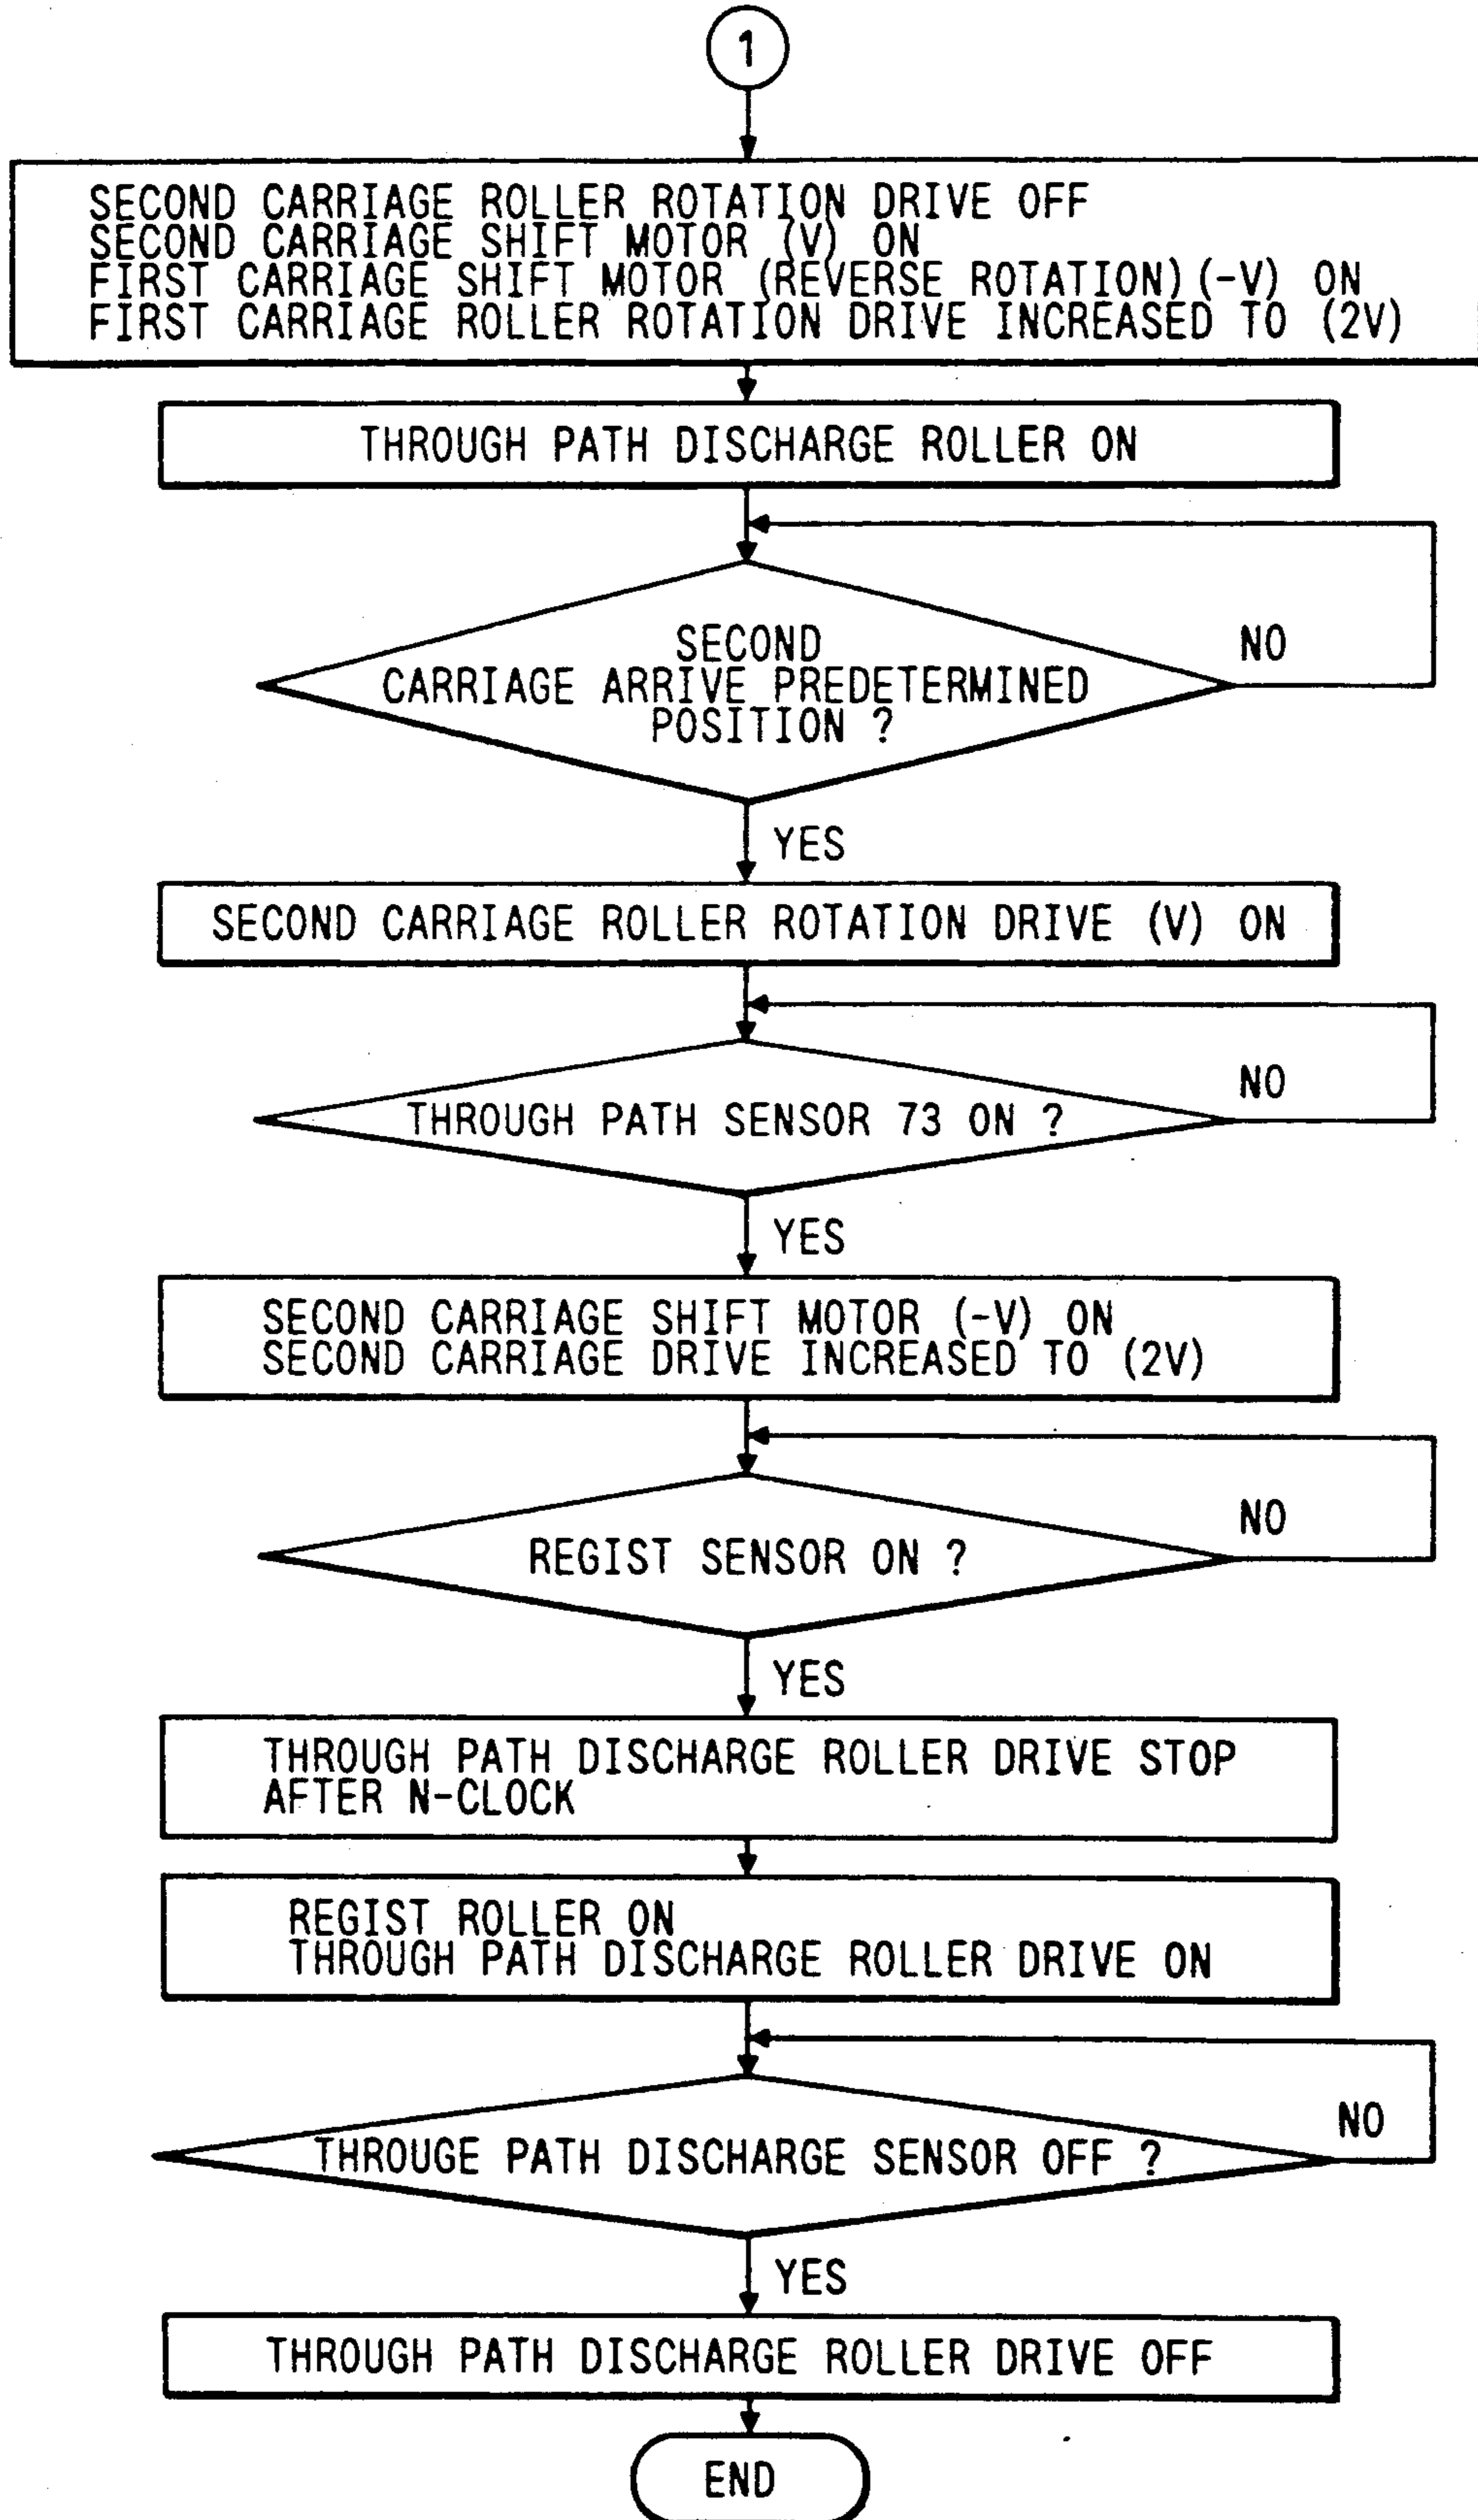 1
SECOND CARRIAGE ROLLER ROTATION DRIVE OFF
SECOND CARRIAGE SHIFT MOTOR (V) ON
FIRST CARRIAGE SHIFT MOTOR (REVERSE ROTATION)(-V) ON
FIRST CARRIAGE ROLLER ROTATION DRIVE INCREASED TO (2V)
THROUGH PATH DISCHARGE ROLLER ON
SECOND
CARRIAGE ARRIVE PREDETERMINED
POSITION ?
NO
YES
SECOND CARRIAGE ROLLER ROTATION DRIVE (V) ON
THROUGH PATH SENSOR 73 ON ?
NO
YES
SECOND CARRIAGE SHIFT MOTOR (-V) ON
SECOND CARRIAGE DRIVE INCREASED TO (2V)
REGIST SENSOR ON ?
NO
YES
THROUGH PATH DISCHARGE ROLLER DRIVE STOP
AFTER N-CLOCK
REGIST ROLLER ON
THROUGH PATH DISCHARGE ROLLER DRIVE ON
THROUGE PATH DISCHARGE SENSOR OFF ?
NO
YES
THROUGH PATH DISCHARGE ROLLER DRIVE OFF
END